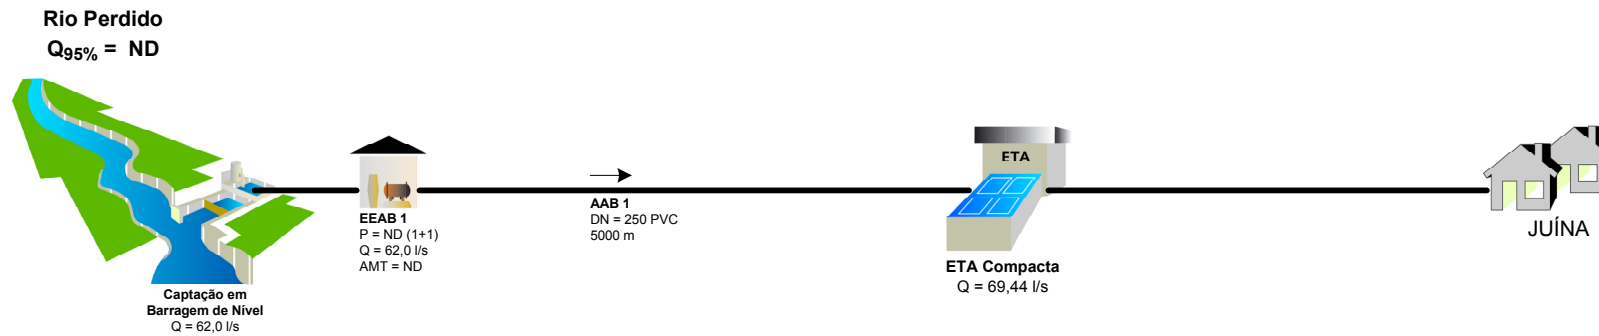 Rio Perdido
Q95% = ND
EEAB 1
P = ND (1+1)
Q = 62,0 l/s
AMT = ND
Captação em
Barragem de Nível
Q = 62,0 l/s
AAB 1
DN = 250 PVC
5000 m
ETA
ETA Compacta
Q = 69,44 l/s
JUÍNA